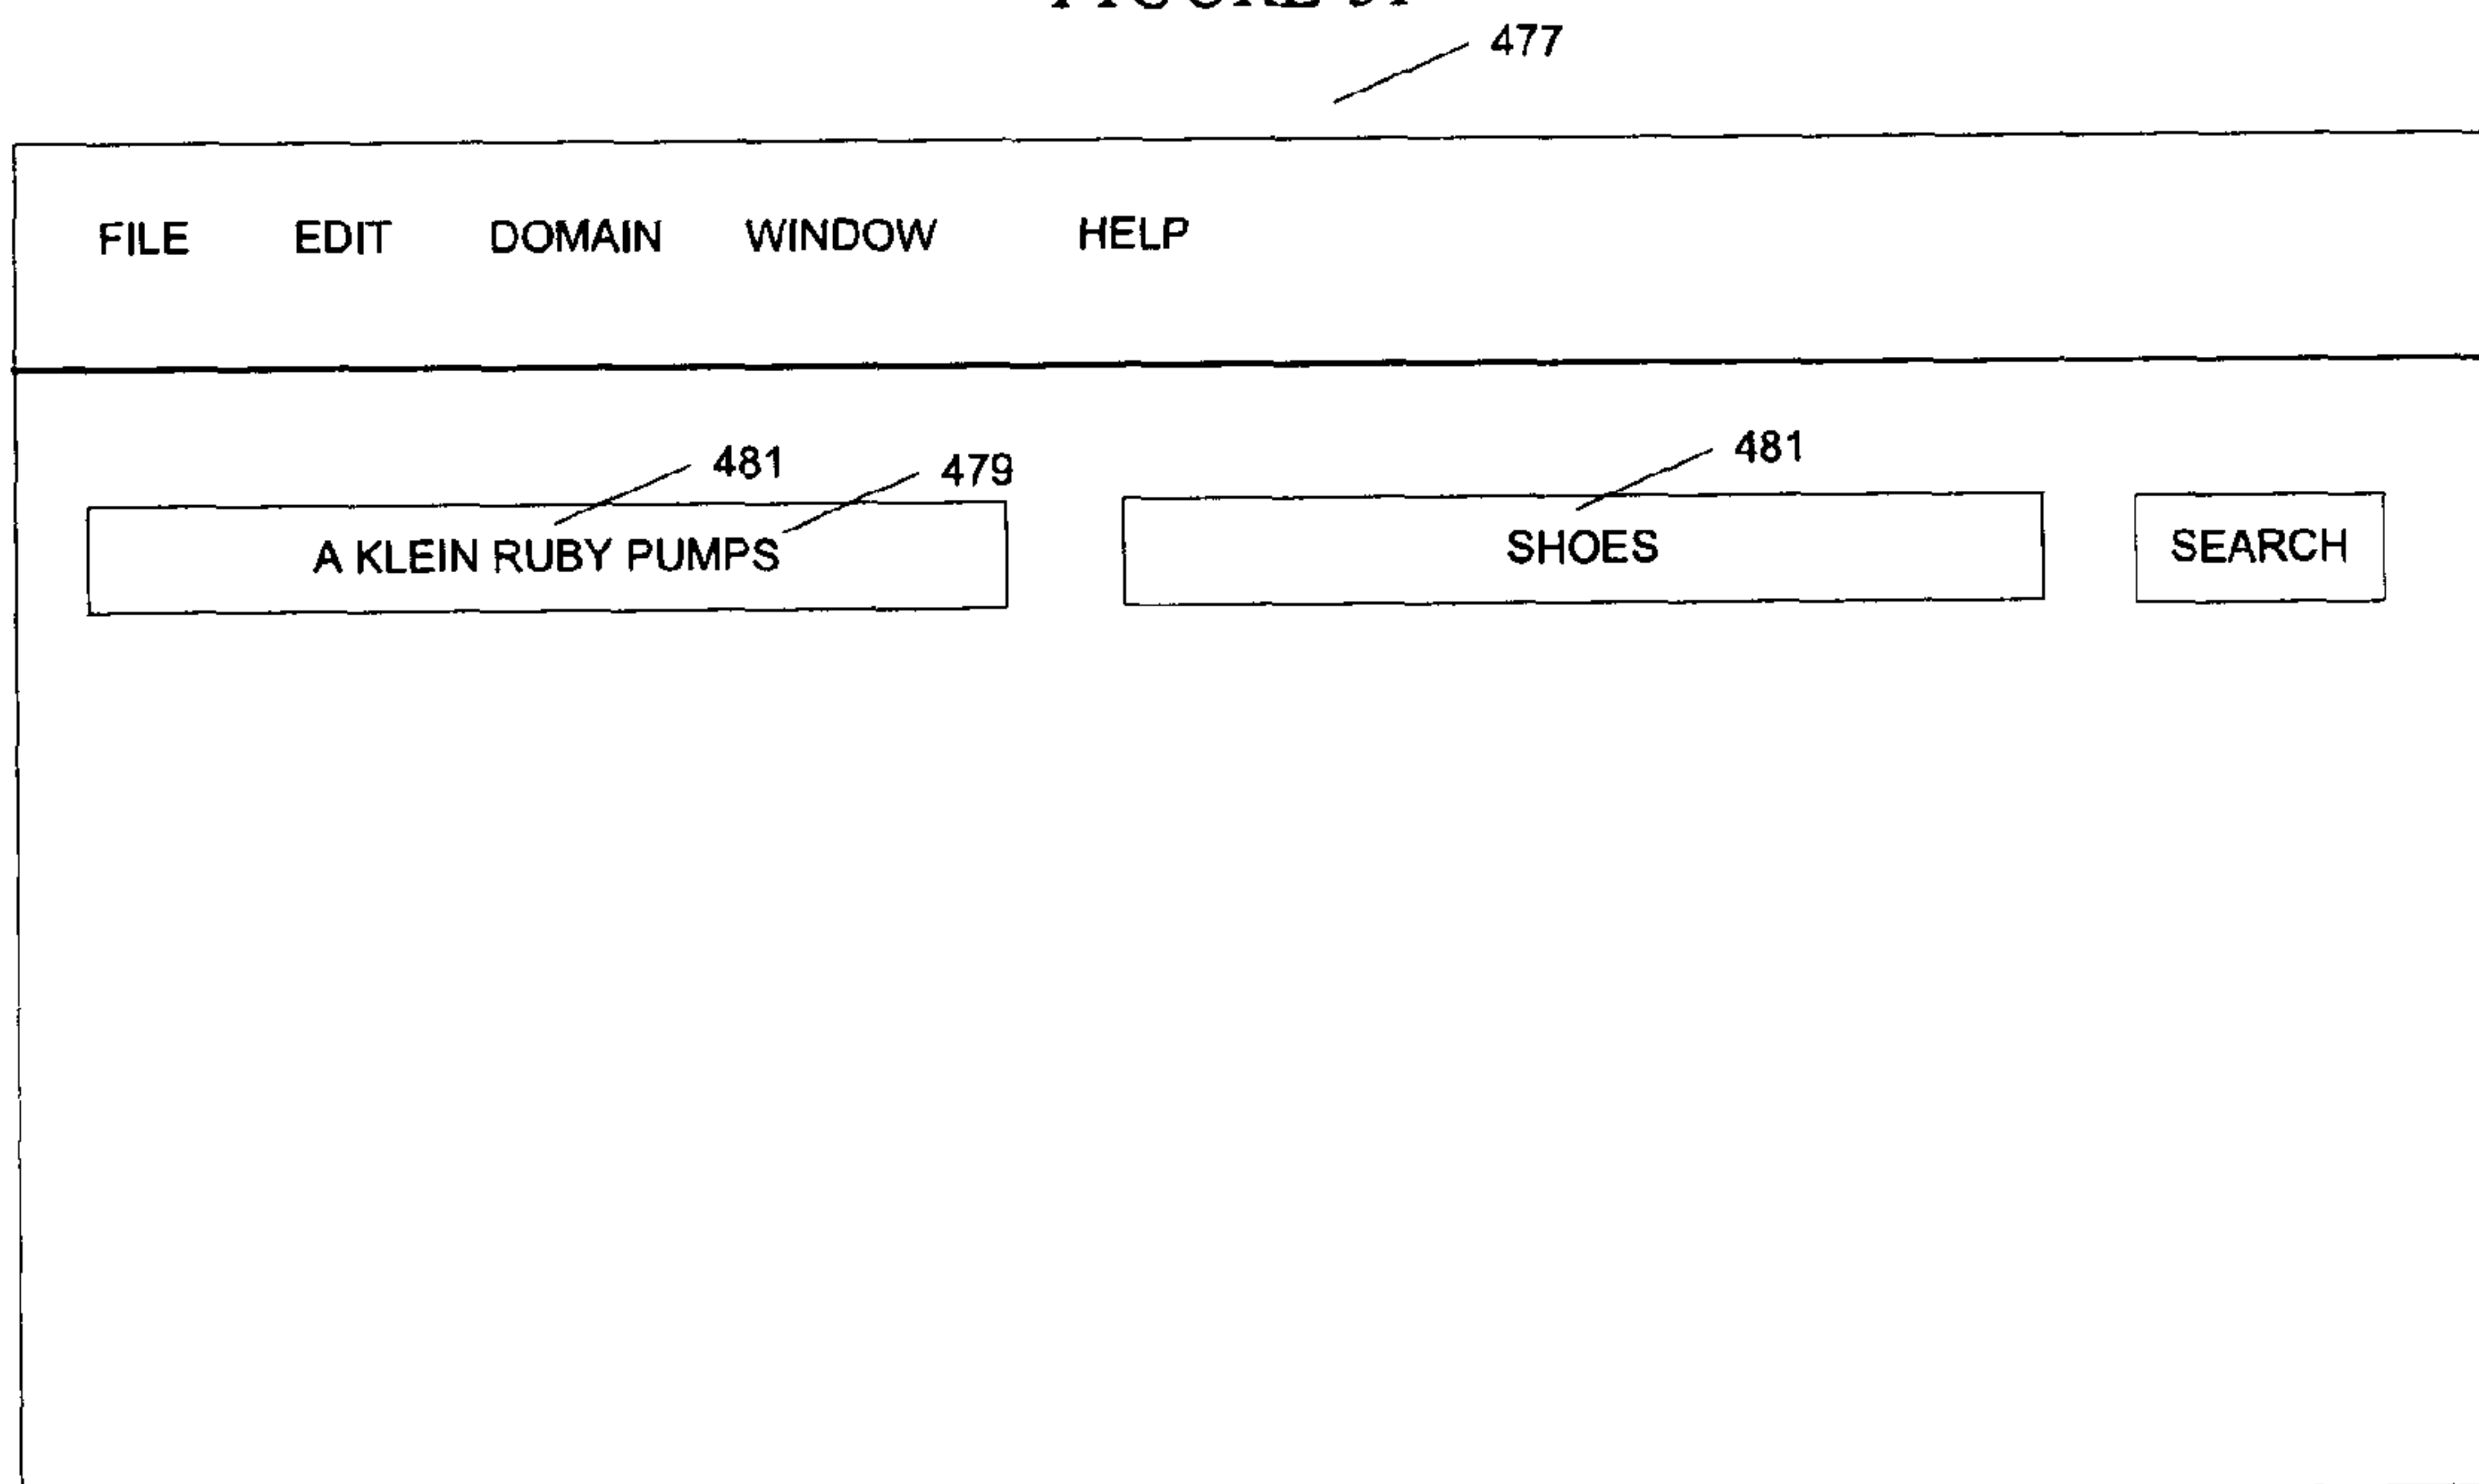 477
FILE EDIT DOMAIN WINDOW HELP
481 479 481
A KLEIN RUBY PUMPS SHOES SEARCH